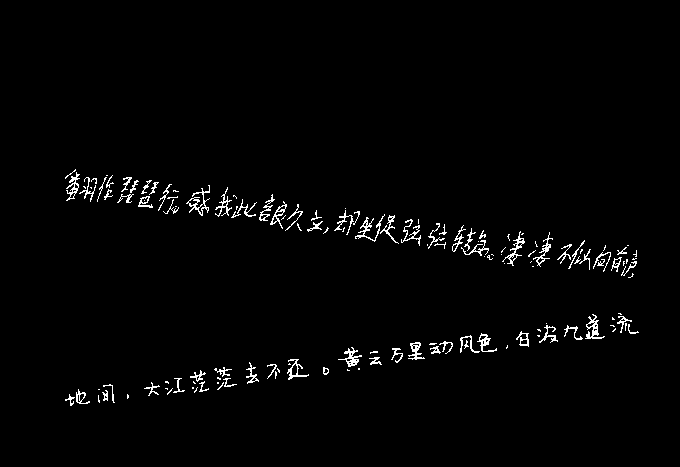 翻作琵琶行。感我此言良久立,却坐促弦弦转急。凄凄不似向前声
地间,大江茫茫去不还。黄云万里动风色,白波九道流